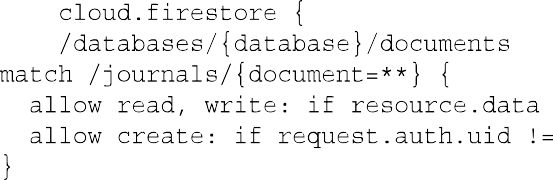 cloud.firestore {
/databases/{database}/documents
match /journals/{document=**} {
allow read, write: if resource.data
allow create: if request.auth.uid !=
}